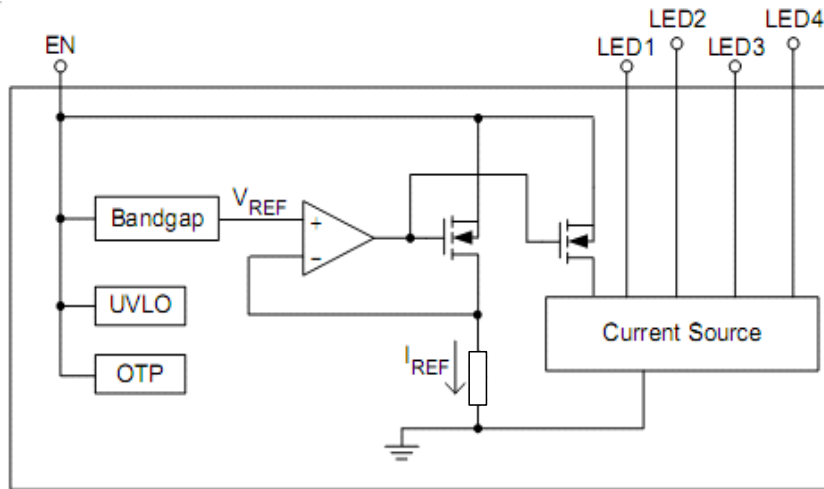 EN
LED2
LED4
LED1
LED3
Bandgap
VREF
+
−
UVLO
OTP
IREF
Current Source